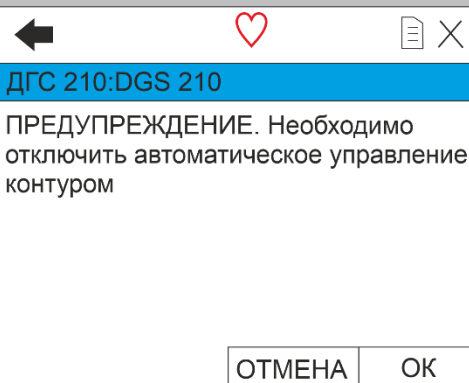 ДГС 210:DGS 210
ПРЕДУПРЕЖДЕНИЕ. Необходимо
отключить автоматическое управление
контуром
ОТМЕНА ОК